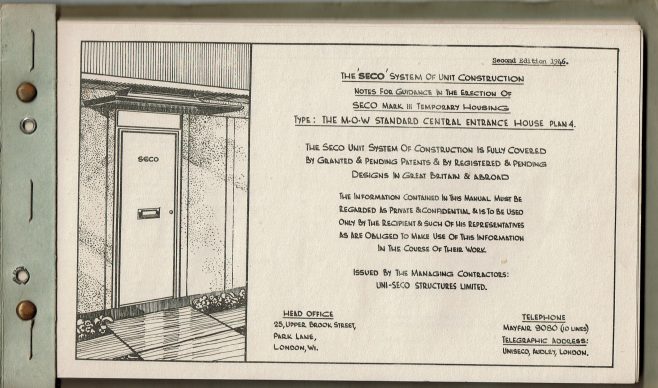 Second Edition 1946.
THE 'SECO' SYSTEM OF UNIT CONSTRUCTION
NOTES FOR GUIDANCE IN THE ERECTION OF
SECO MARK III TEMPORARY HOUSING
TYPE: THE M.O.W STANDARD CENTRAL ENTRANCE HOUSE PLAN 4.
THE SECO UNIT SYSTEM OF CONSTRUCTION IS FULLY COVERED
BY GRANTED & PENDING PATENTS & BY REGISTERED & PENDING
DESIGNS IN GREAT BRITAIN & ABROAD
THE INFORMATION CONTAINED IN THIS MANUAL MUST BE
REGARDED AS PRIVATE & CONFIDENTIAL, & IS TO BE USED
ONLY BY THE RECIPIENT & SUCH OF HIS REPRESENTATIVES
AS ARE OBLIGED TO MAKE USE OF THIS INFORMATION
IN THE COURSE OF THEIR WORK.
ISSUED BY THE MANAGING CONTRACTORS:
UNI-SECO STRUCTURES LIMITED.
HEAD OFFICE
25, UPPER BROOK STREET,
PARK LANE,
LONDON, W1.
TELEPHONE
MAYFAIR 9080 (10 LINES)
TELEGRAPHIC ADDRESS:
UNISECO, AUDLEY, LONDON.
SECO